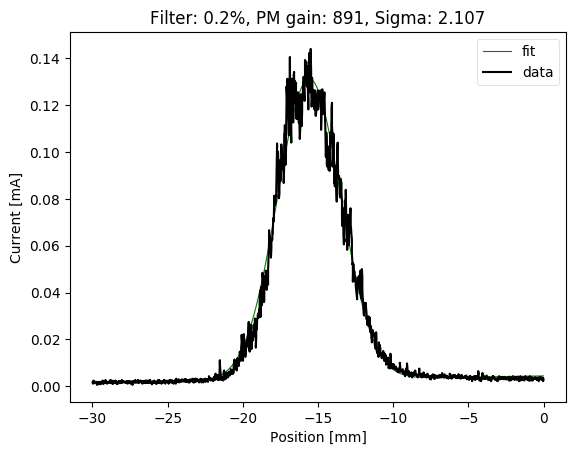 Filter: 0.2%, PM gain: 891, Sigma: 2.107
fit
data
0.14
0.12
0.10
0.08
0.06
0.04
0.02
0.00
Current [mA]
−30 −25 −20 −15 −10 −5 0
Position [mm]